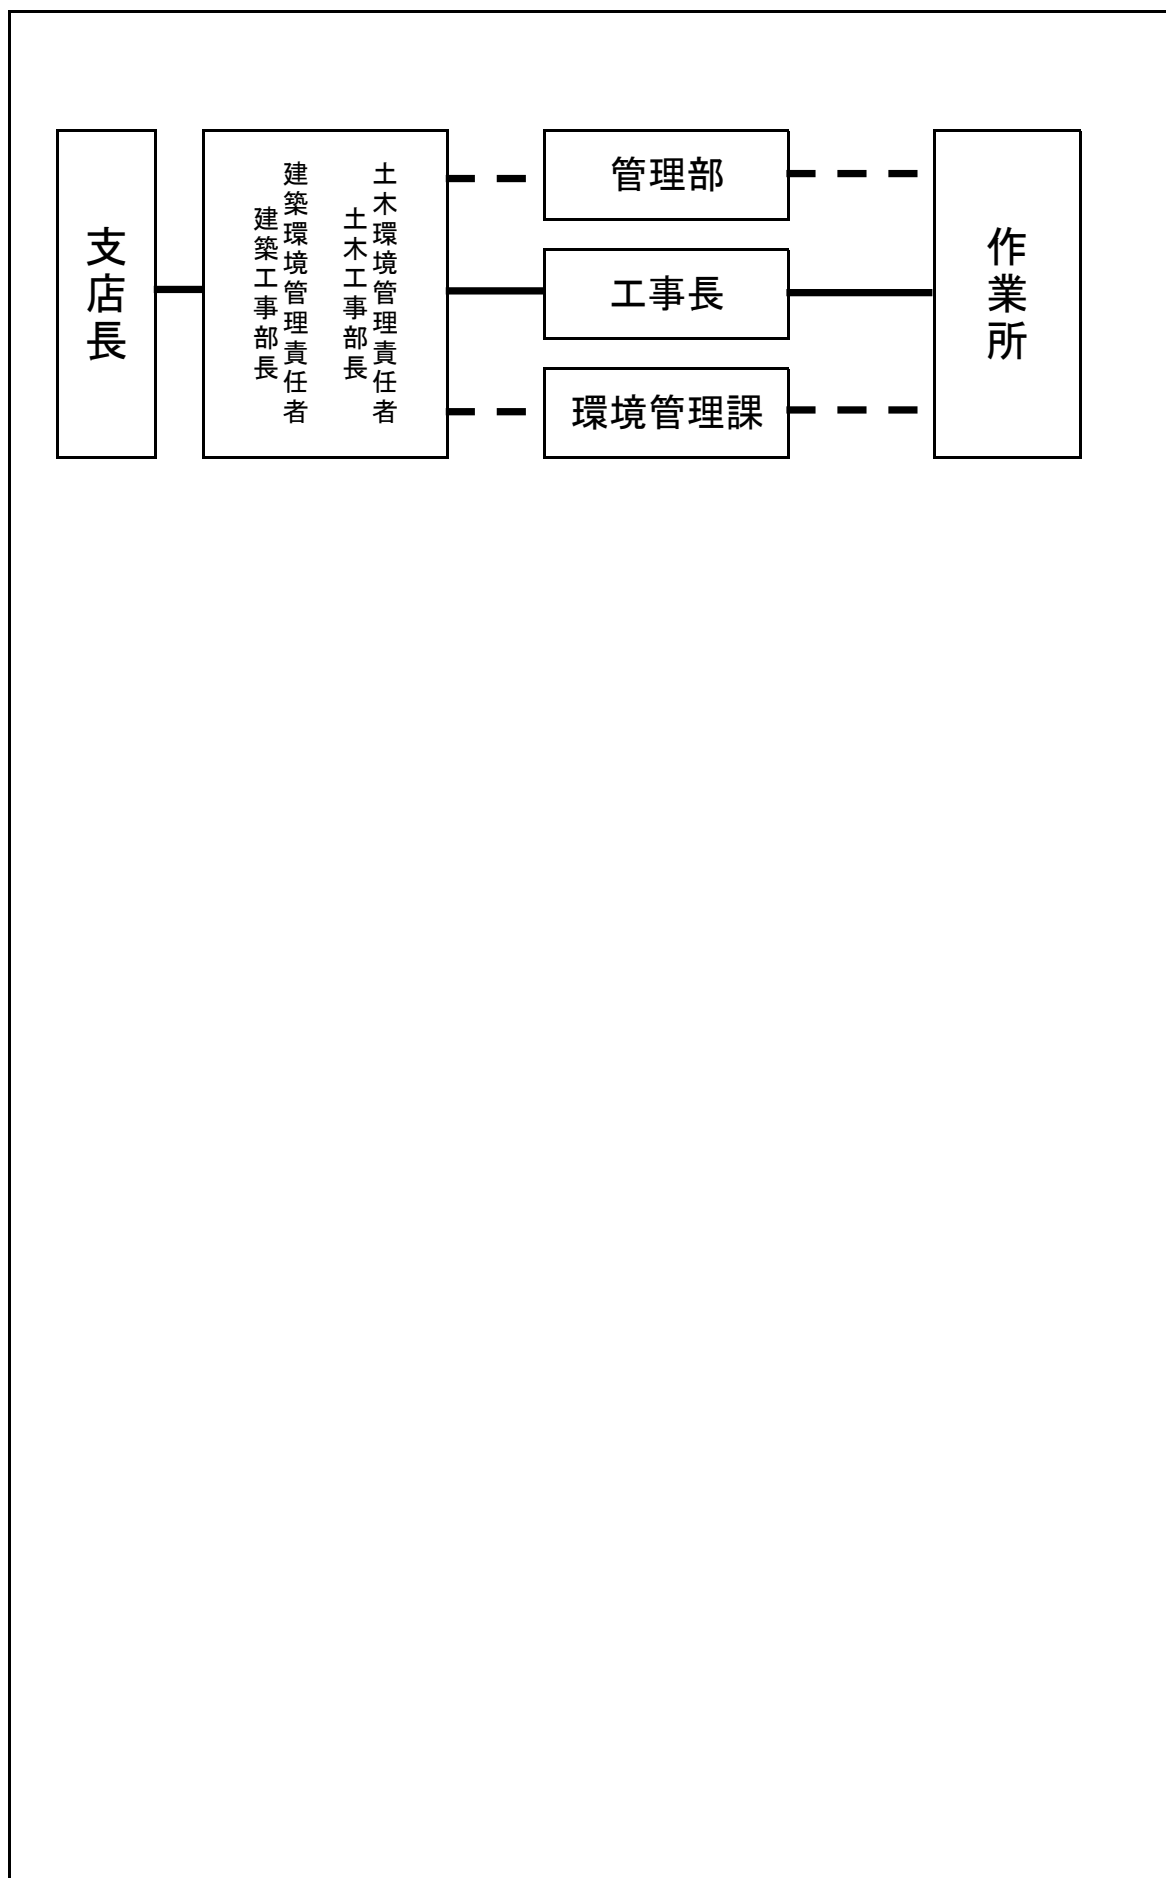 支店長
土木環境管理責任者
土木工事部長
建築環境管理責任者
建築工事部長
管理部
工事長
環境管理課
作業所